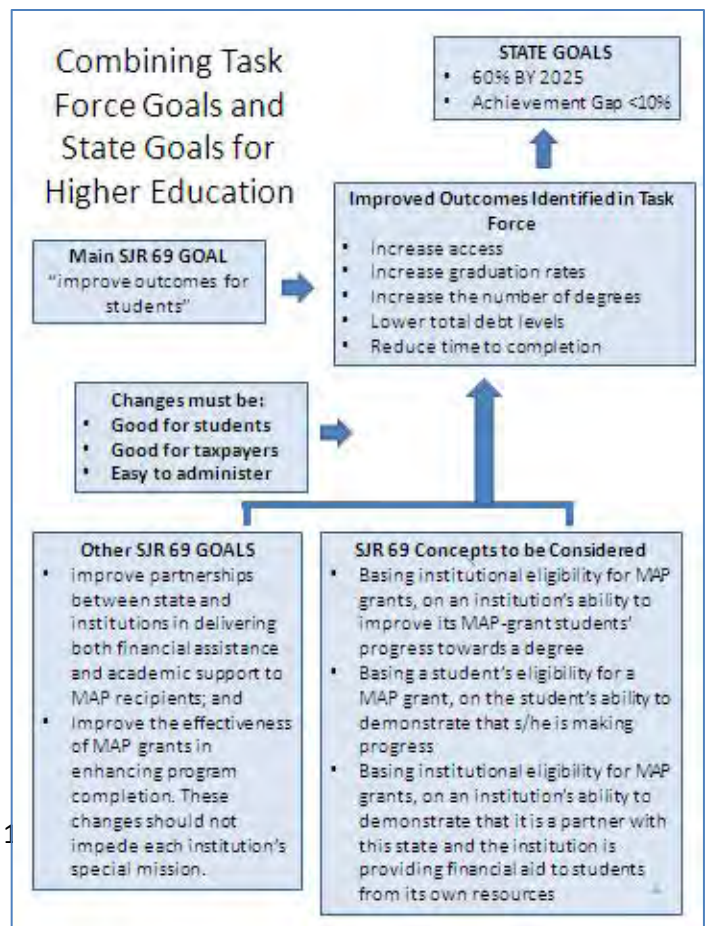 Combining Task
Force Goals and
State Goals for
Higher Education
STATE GOALS
• 60% BY 2025
• Achievement Gap <10%
Improved Outcomes Identified in Task
Force
• Increase access
• Increase graduation rates
• Increase the number of degrees
• Lower total debt levels
• Reduce time to completion
Main SJR 69 GOAL
"improve outcomes for
students"
Changes must be:
• Good for students
• Good for taxpayers
• Easy to administer
Other SJR 69 GOALS
• improve partnerships
between state and
institutions in delivering
both financial assistance
and academic support to
MAP recipients; and
• Improve the effectiveness
of MAP grants in
enhancing program
completion. These
changes should not
impede each institution's
special mission.
SJR 69 Concepts to be Considered
• Basing institutional eligibility for MAP
grants, on an institution's ability to
improve its MAP-grant students'
progress towards a degree
• Basing a student's eligibility for a
MAP grant, on the student's ability to
demonstrate that s/he is making
progress
• Basing institutional eligibility for MAP
grants, on an institution's ability to
demonstrate that it is a partner with
this state and the institution is
providing financial aid to students
from its own resources
1